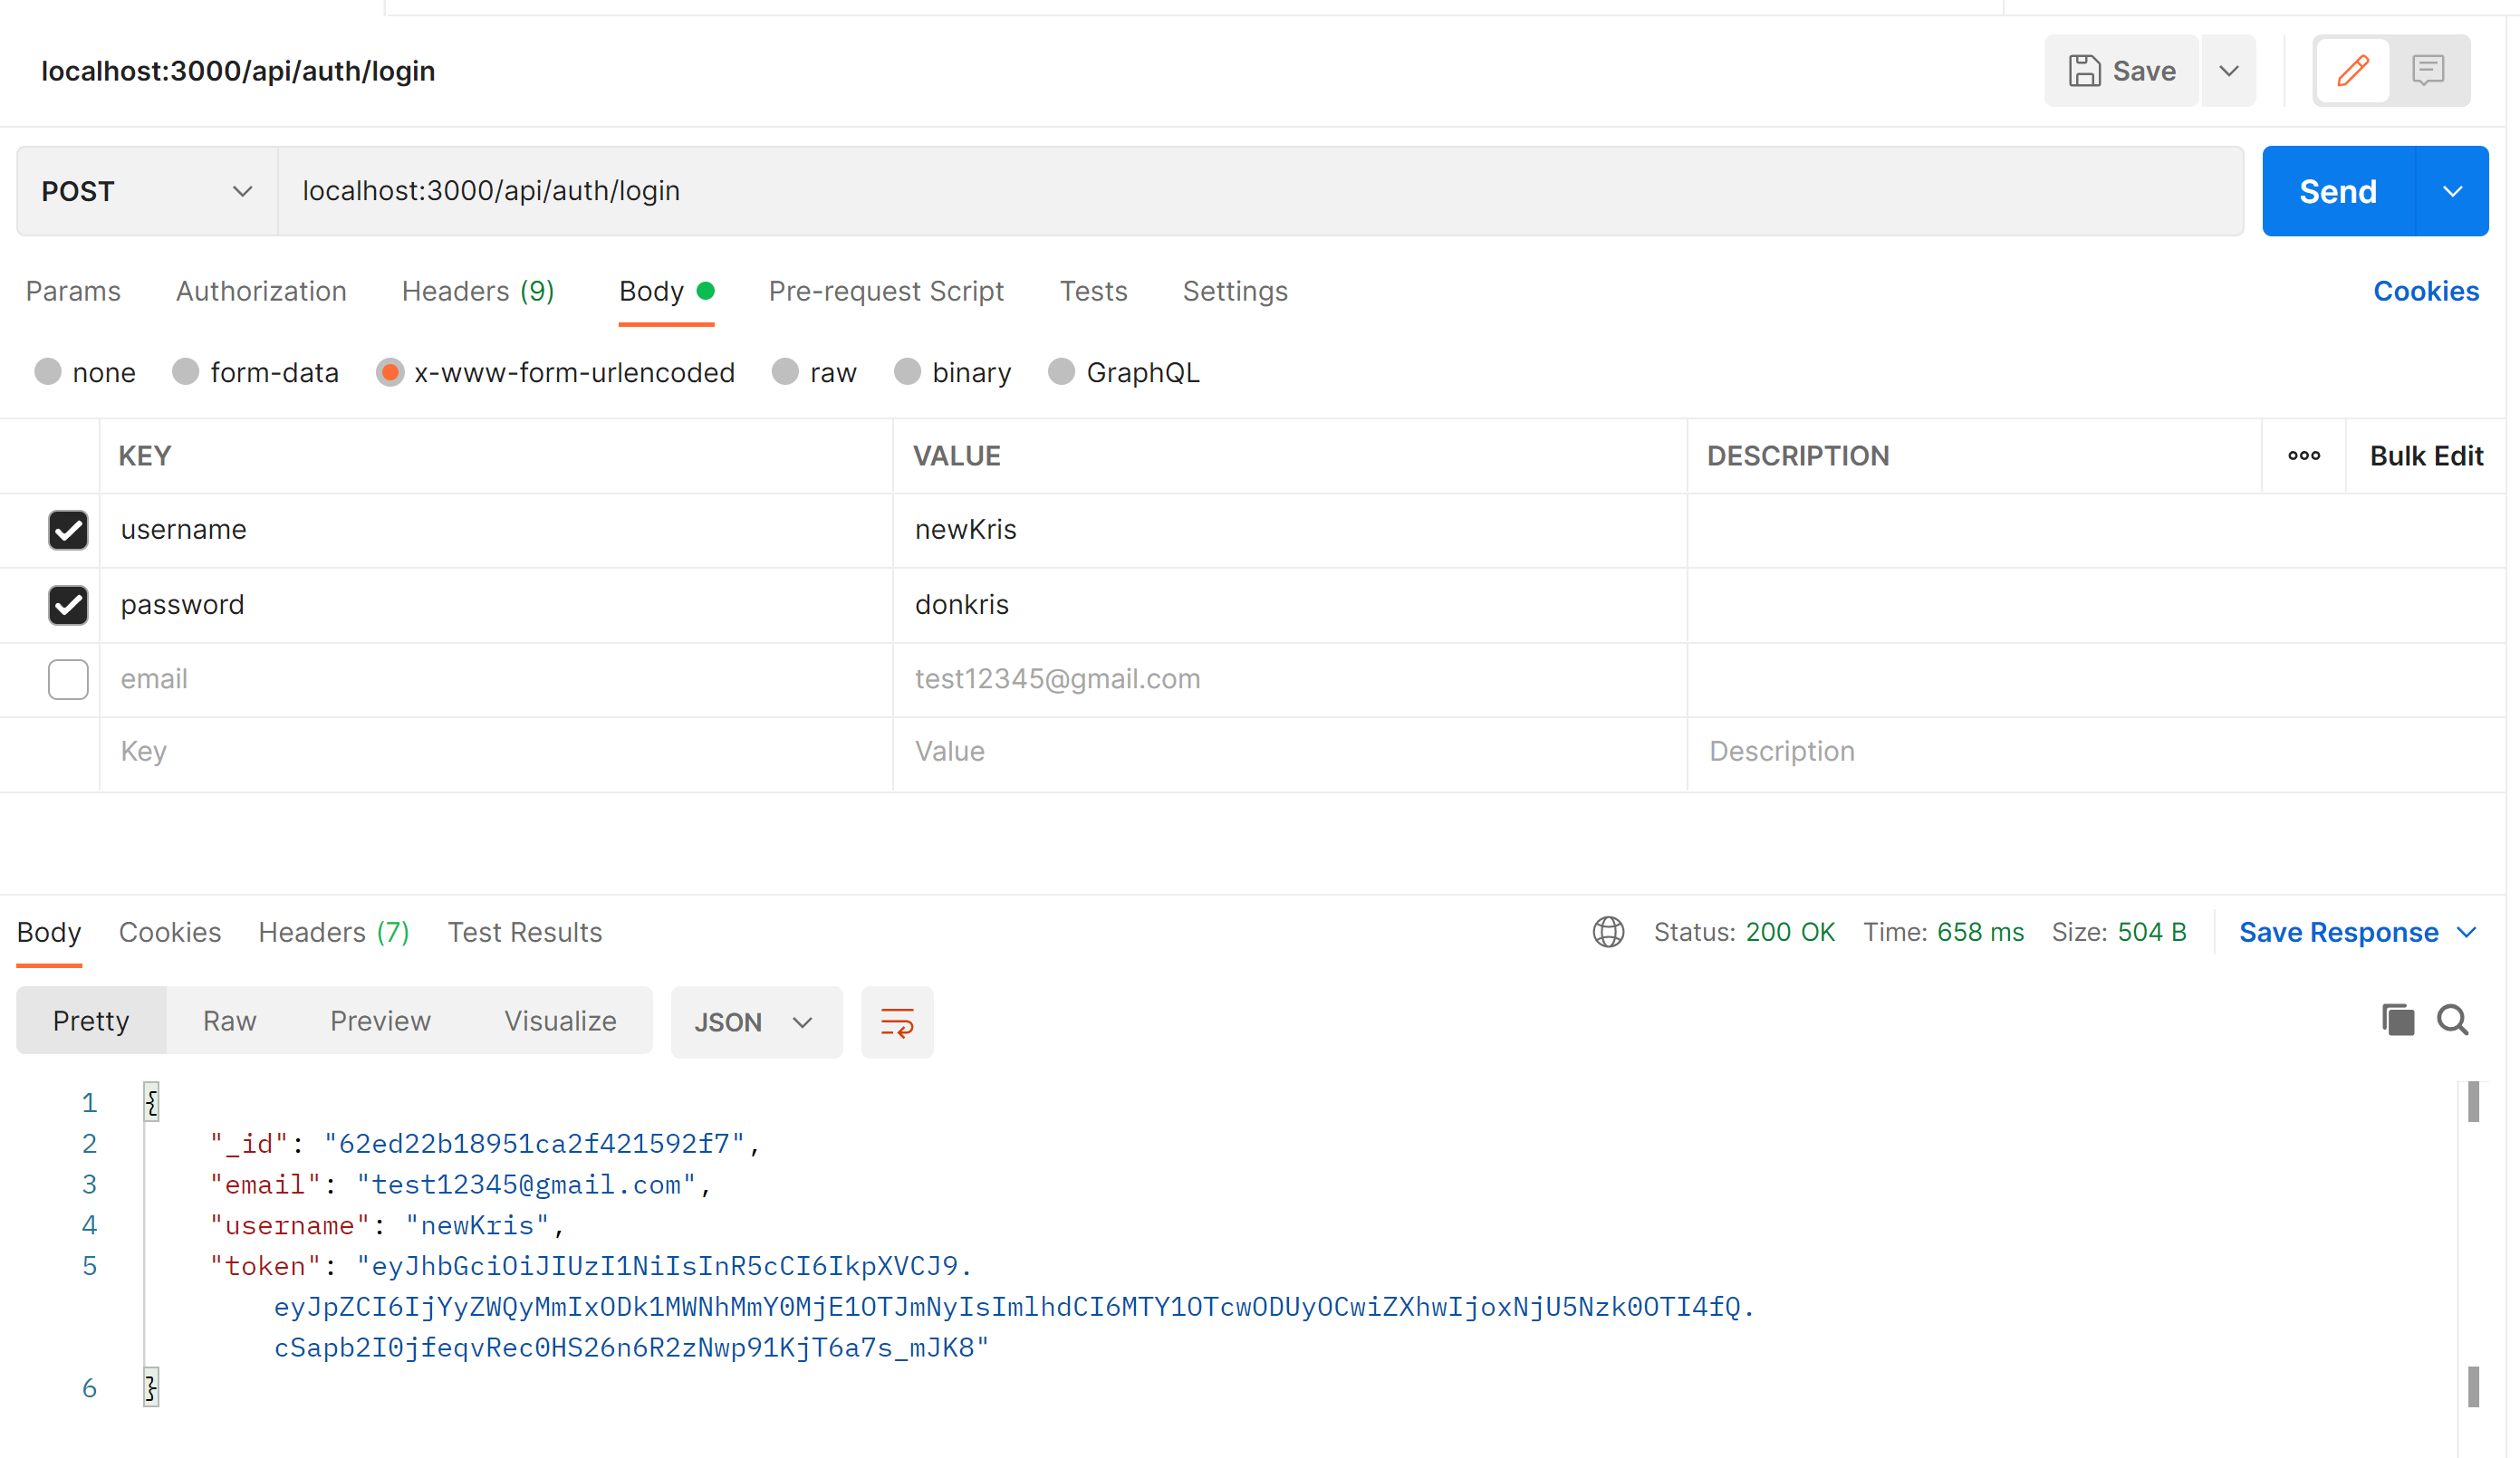 localhost:3000/api/auth/login
Save
POST
localhost:3000/api/auth/login
Send
Params Authorization Headers (9) Body Pre-request Script Tests Settings Cookies
none form-data x-www-form-urlencoded raw binary GraphQL
KEY VALUE DESCRIPTION ooo Bulk Edit
username newKris
password donkris
email test12345@gmail.com
Key Value Description
Body Cookies Headers (7) Test Results Status: 200 OK Time: 658 ms Size: 504 B Save Response
Pretty Raw Preview Visualize JSON
1 {
2 "_id": "62ed22b18951ca2f421592f7",
3 "email": "test12345@gmail.com",
4 "username": "newKris",
5 "token": "eyJhbGciOiJIUzI1NiIsInR5cCI6IkpXVCJ9.
eyJpZCI6IjYyZWQyMmIxODk1MWNhMmY0MjE1OTJmNyIsImlhdCI6MTY1OTcwODUyOCwiZXhwIjoxNjU5Nzk0OTI4fQ.
cSapb2I0jfeqvRec0HS26n6R2zNwp91KjT6a7s_mJK8"
6 }